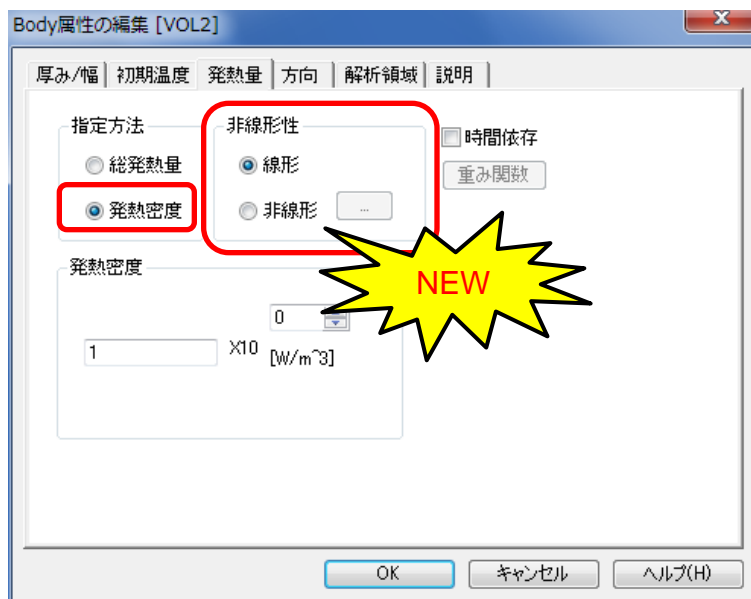 Body属性の編集 [VOL2]
厚み/幅 初期温度 発熱量 方向 解析領域 説明
指定方法
総発熱量
発熱密度
非線形性
線形
非線形 ...
時間依存
重み関数
NEW
発熱密度
0
1 X10 [W/m^3]
OK キャンセル ヘルプ(H)